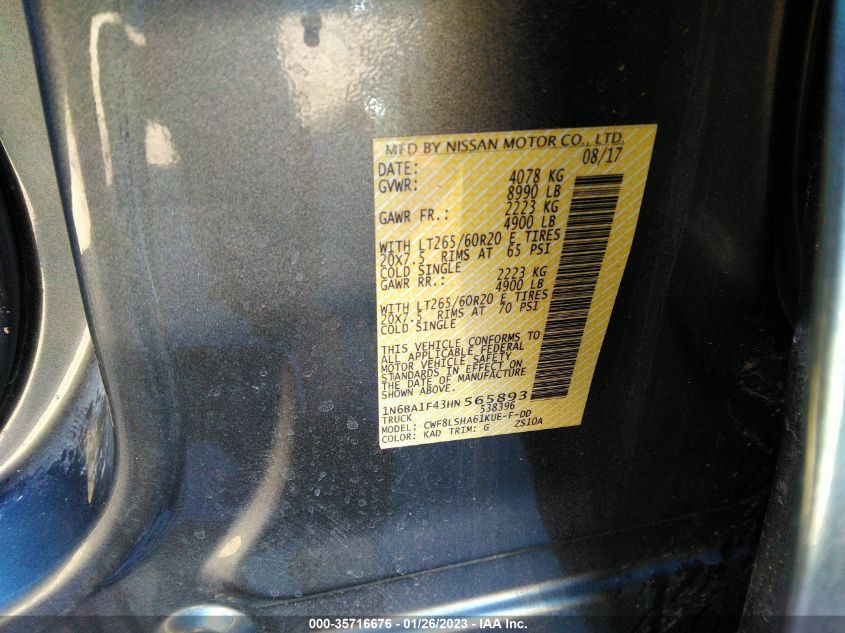 MFD BY NISSAN MOTOR CO., LTD.
DATE: 08/17
GVWR: 4078 KG
8990 LB
GAWR FR.: 2223 KG
4900 LB
WITH LT265/60R20 E TIRES
20x7.5 RIMS AT 65 PSI
COLD SINGLE
GAWR RR.: 2223 KG
4900 LB
WITH LT265/60R20 E TIRES
20x7.5 RIMS AT 70 PSI
COLD SINGLE
THIS VEHICLE CONFORMS TO
ALL APPLICABLE FEDERAL
MOTOR VEHICLE SAFETY
STANDARDS IN EFFECT ON
THE DATE OF MANUFACTURE
SHOWN ABOVE.
1N6BA1F43HN 565893
TRUCK 538396
MODEL: CWF8LSHA61KUE-F-DD
COLOR: KAD TRIM: G ZS10A
000-35716676 - 01/26/2023 - IAA Inc.